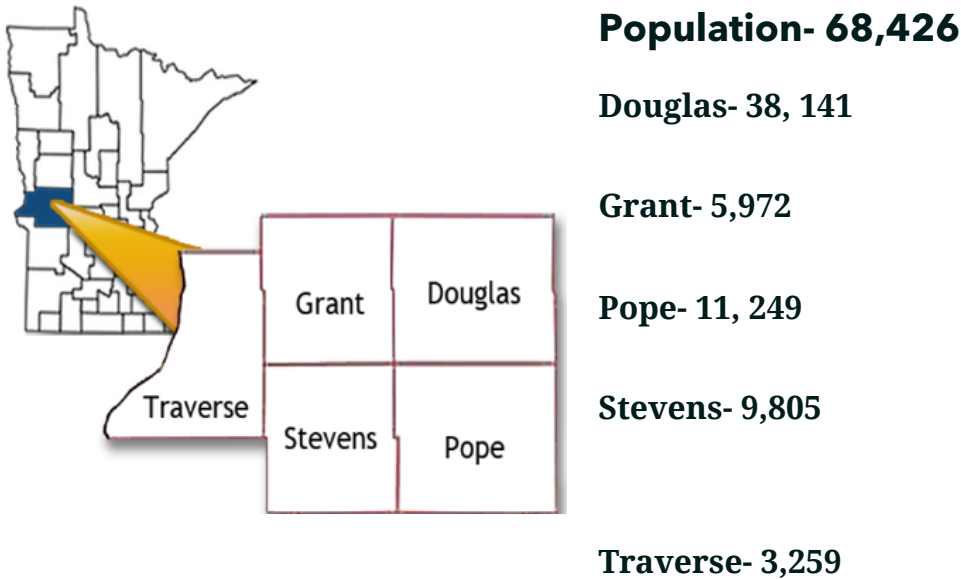 Population- 68,426
Douglas- 38, 141
Grant- 5,972
Pope- 11, 249
Stevens- 9,805
Traverse- 3,259
Grant
Douglas
Traverse
Stevens
Pope